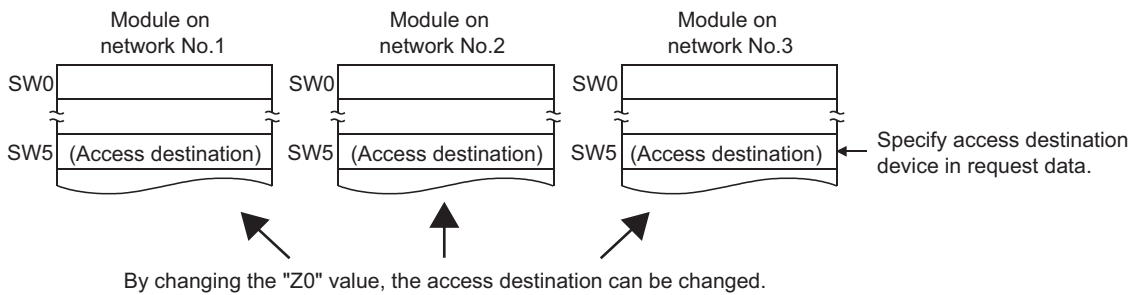 Module on
network No.1
Module on
network No.2
Module on
network No.3
SW0
SW0
SW0
SW5 (Access destination)
SW5 (Access destination)
SW5 (Access destination)
Specify access destination
device in request data.
By changing the "Z0" value, the access destination can be changed.